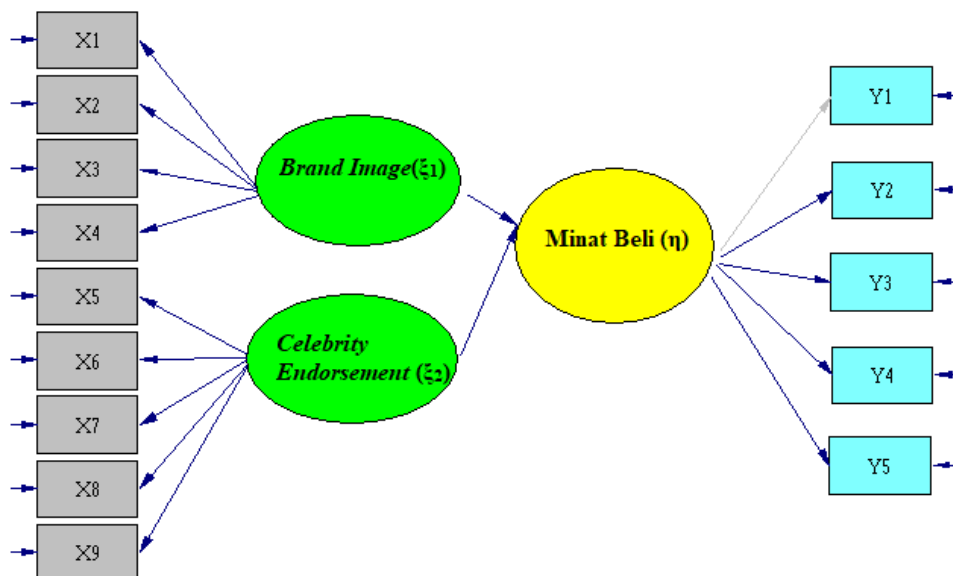 X1
X2
X3
X4
X5
X6
X7
X8
X9
Brand Image(ξ1)
Celebrity
Endorsement (ξ2)
Minat Beli (η)
Y1
Y2
Y3
Y4
Y5